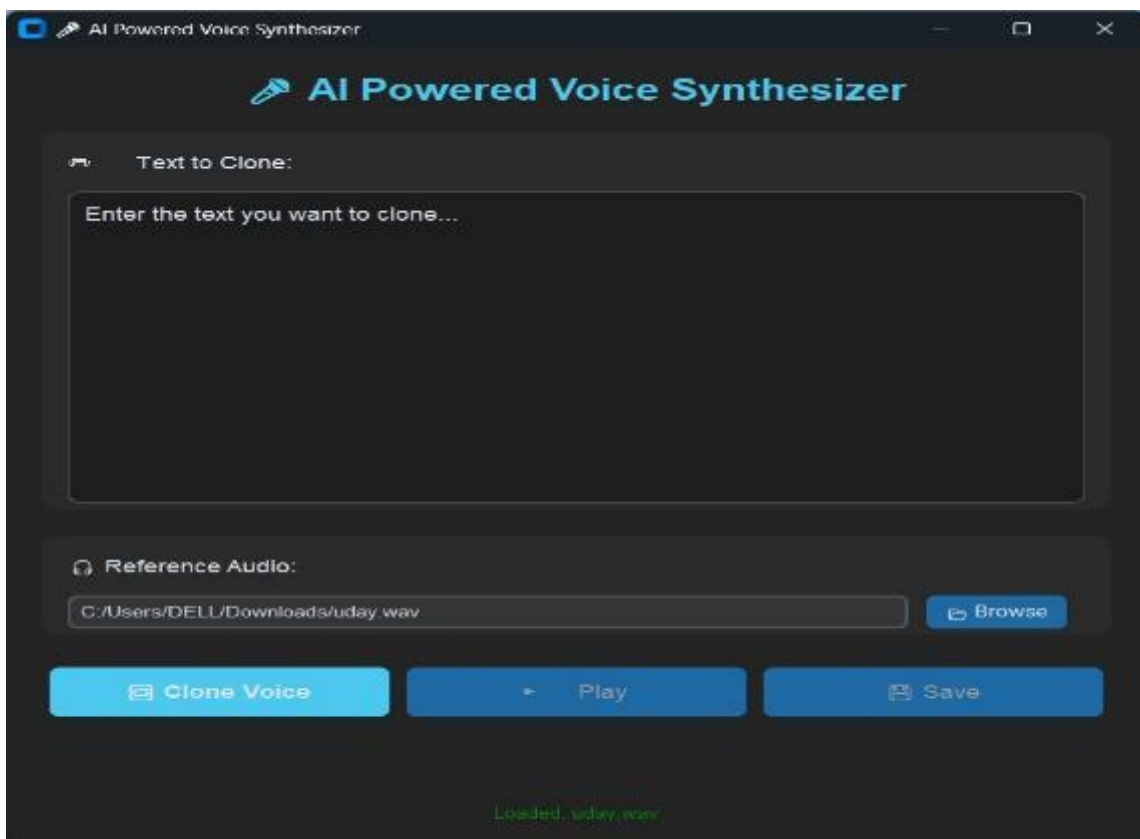 AI Powered Voice Synthesizer
AI Powered Voice Synthesizer
Text to Clone:
Enter the text you want to clone...
Reference Audio:
C:/Users/DELL/Downloads/uday.wav
Browse
Clone Voice
Play
Save
Loaded: uday.wav